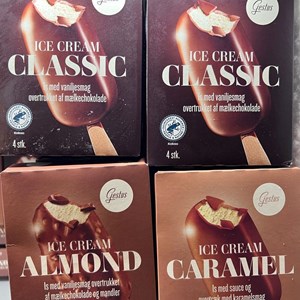 Gestus
ICE CREAM
CLASSIC
Is med vaniljesmag
overtrukket af mælkechokolade
4 stk.
Gestus
ICE CREAM
CLASSIC
Is med vaniljesmag
overtrukket af mælkechokolade
4 stk.
Gestus
ICE CREAM
ALMOND
Is med vaniljesmag overtrukket
af mælkechokolade og mandler
Gestus
ICE CREAM
CARAMEL
Is med sauce og
overtræk med karamelsmag